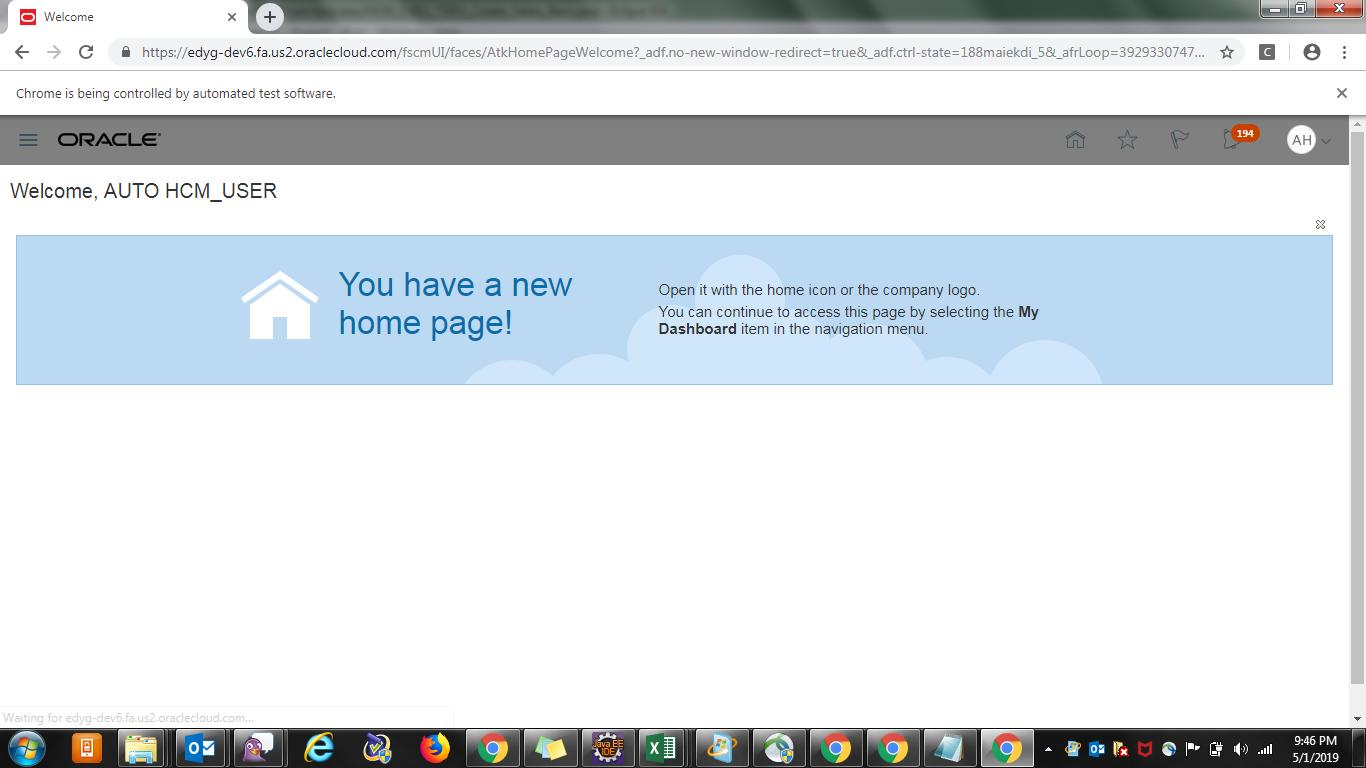 Welcome
https://edyg-dev6.fa.us2.oraclecloud.com/fscmUI/faces/AtkHomePageWelcome?_adf.no-new-window-redirect=true&_adf.ctrl-state=188maiekdi_5&_afrLoop=3929330747...
C
Chrome is being controlled by automated test software.
ORACLE
194
AH
Welcome, AUTO HCM_USER
You have a new
home page!
Open it with the home icon or the company logo.
You can continue to access this page by selecting the My
Dashboard item in the navigation menu.
Waiting for edyg-dev6.fa.us2.oraclecloud.com...
Java EE
IDE
9:46 PM
5/1/2019